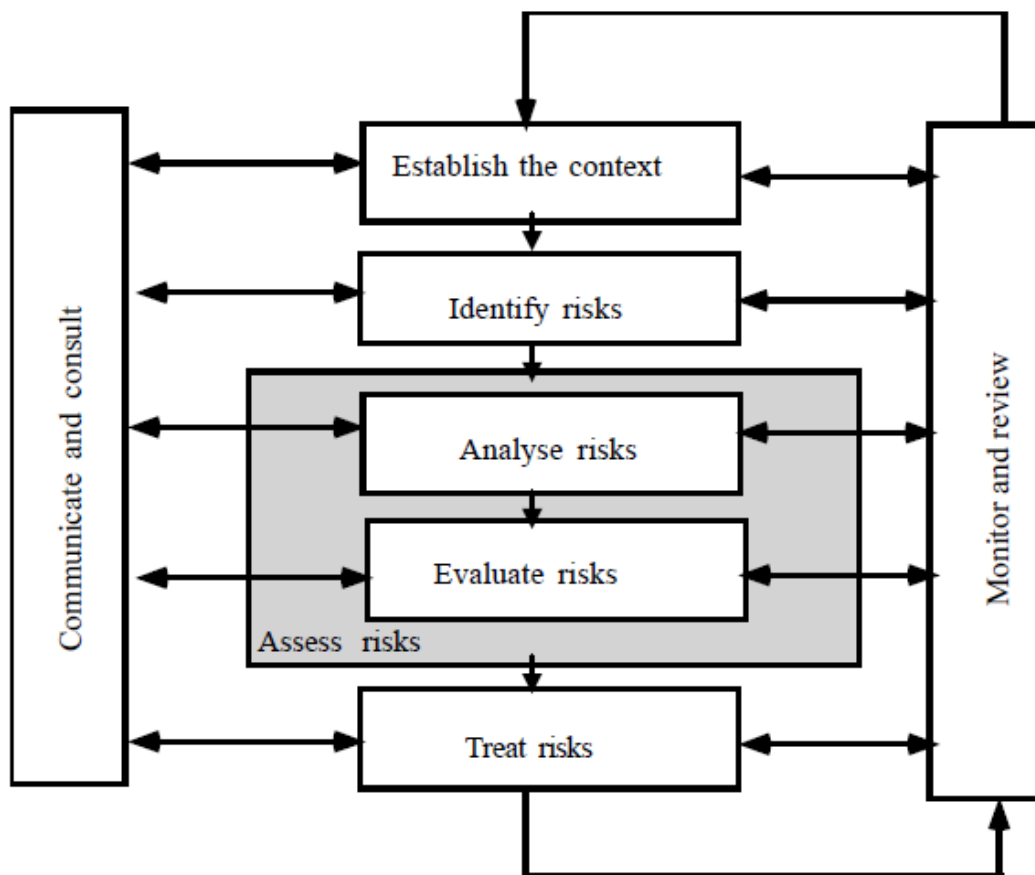 Communicate and consult
Establish the context
Identify risks
Analyse risks
Evaluate risks
Assess risks
Treat risks
Monitor and review